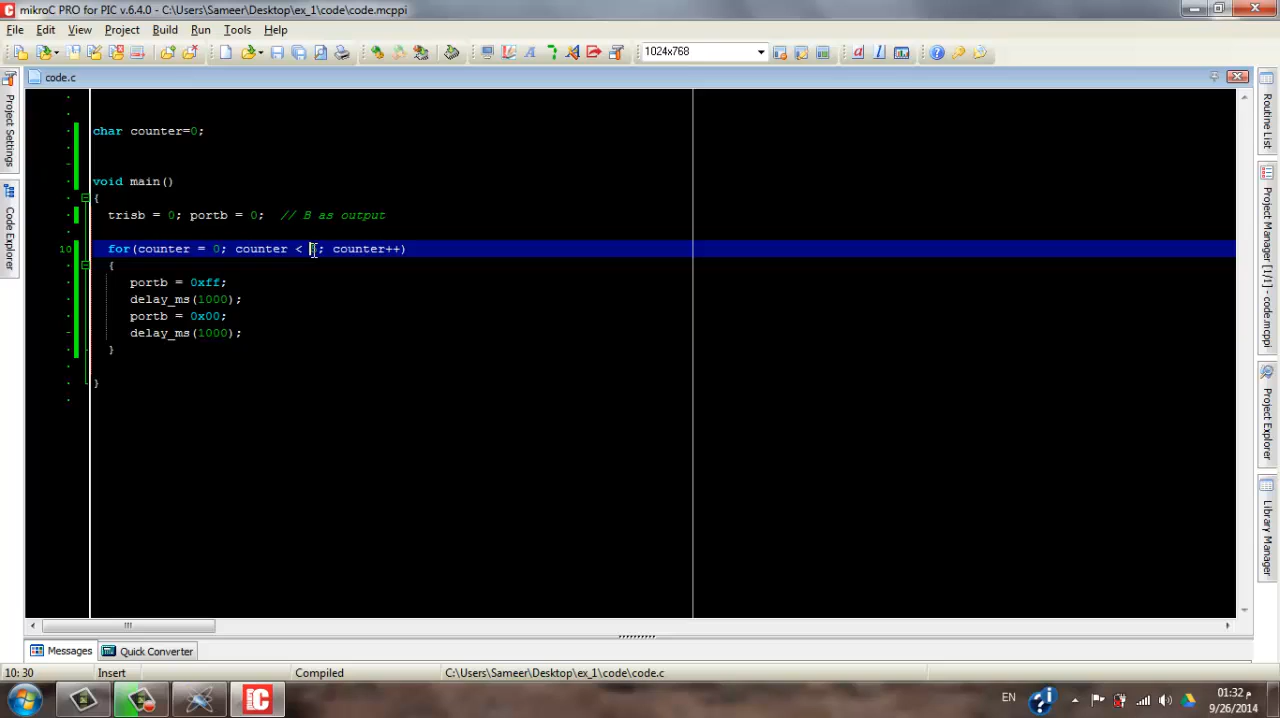 mikroC PRO for PIC v.6.4.0 - C:\Users\Sameer\Desktop\ex_1\code\code.mcppi
File Edit View Project Build Run Tools Help
1024x768
code.c
Project Settings
Code Explorer
char counter=0;
void main()
{
trisb = 0; portb = 0; // B as output
10 for(counter = 0; counter < ; counter++)
{
portb = 0xff;
delay_ms(1000);
portb = 0x00;
delay_ms(1000);
}
}
Routine List
Project Manager [1/1] - code.mcppi
Project Explorer
Library Manager
Messages Quick Converter
10:30 Insert Compiled C:\Users\Sameer\Desktop\ex_1\code\code.c
EN
01:32 م
9/26/2014